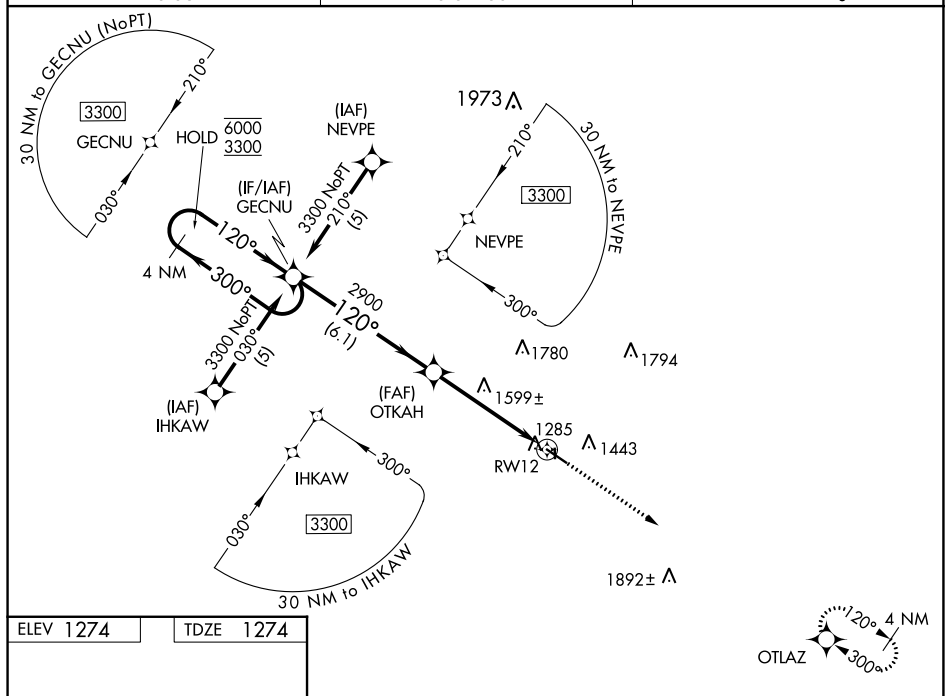 30 NM to GECNU (NoPT)
210°
3300
GECNU
030°
HOLD
6000
3300
(IAF)
NEVPE
1973
210°
30 NM to NEVPE
3300
NEVPE
300°
(IF/IAF)
GECNU
3300 NoPT
210°
(5)
120°
4 NM
300°
2900
120°
(6.1)
3300 NoPT
030°
(5)
(IAF)
IHKAW
1780
1794
(FAF)
OTKAH
1599±
1285
RW12
1443
IHKAW
300°
030°
3300
30 NM to IHKAW
1892±
ELEV 1274
TDZE 1274
120°
4 NM
OTLAZ
300°